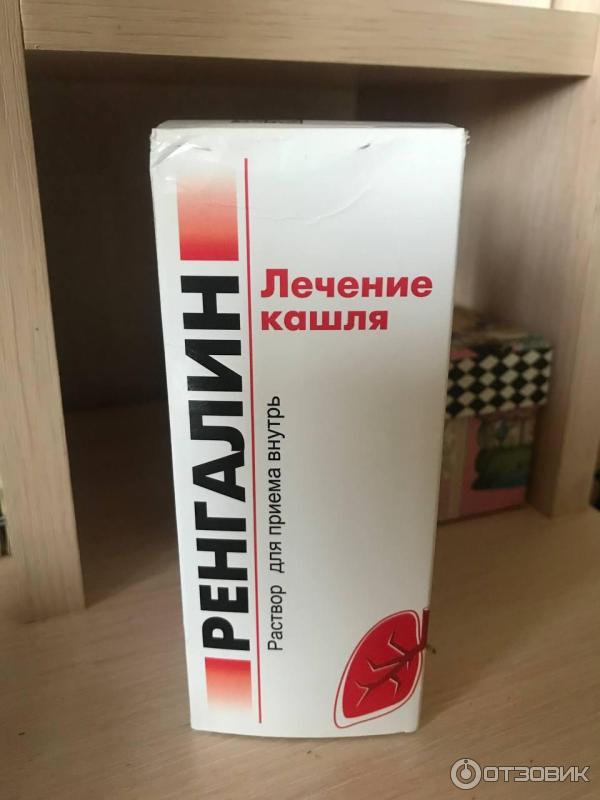 РЕНГАЛИН
Лечение
кашля
Раствор для приема внутрь
ОТЗОВИК